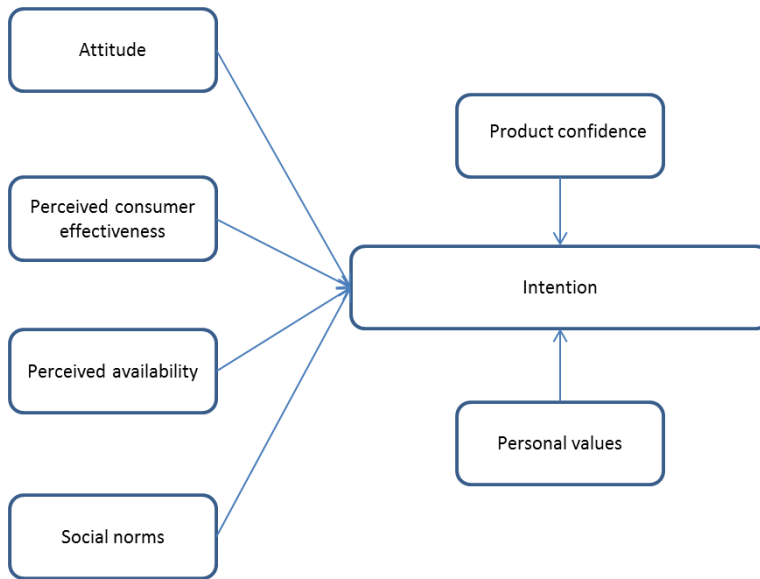 Attitude
Perceived consumer
effectiveness
Perceived availability
Social norms
Product confidence
Intention
Personal values